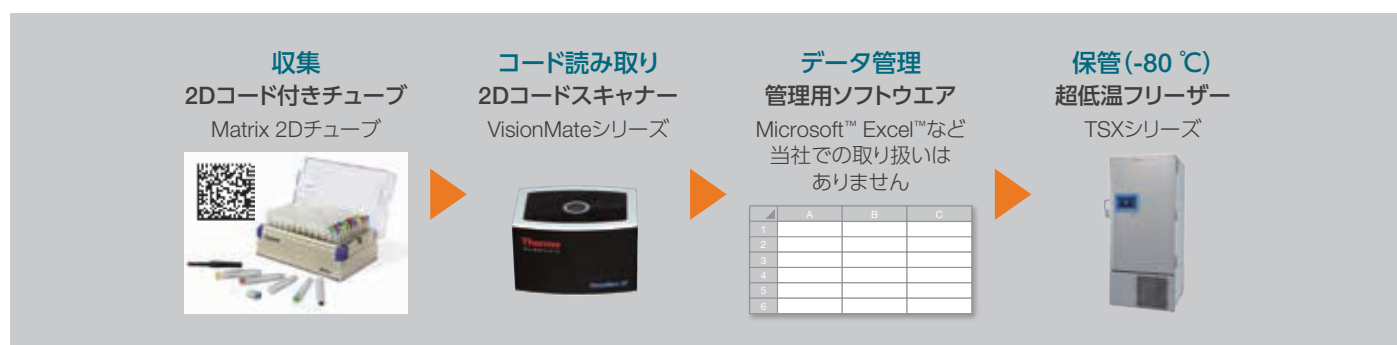 収集
2Dコード付きチューブ
Matrix 2Dチューブ
コード読み取り
2Dコードスキャナー
VisionMateシリーズ
Thermo
データ管理
管理用ソフトウエア
Microsoft™ Excel™など
当社での取り扱いは
ありません
A B C
1
2
3
4
5
6
保管(-80 ℃)
超低温フリーザー
TSXシリーズ